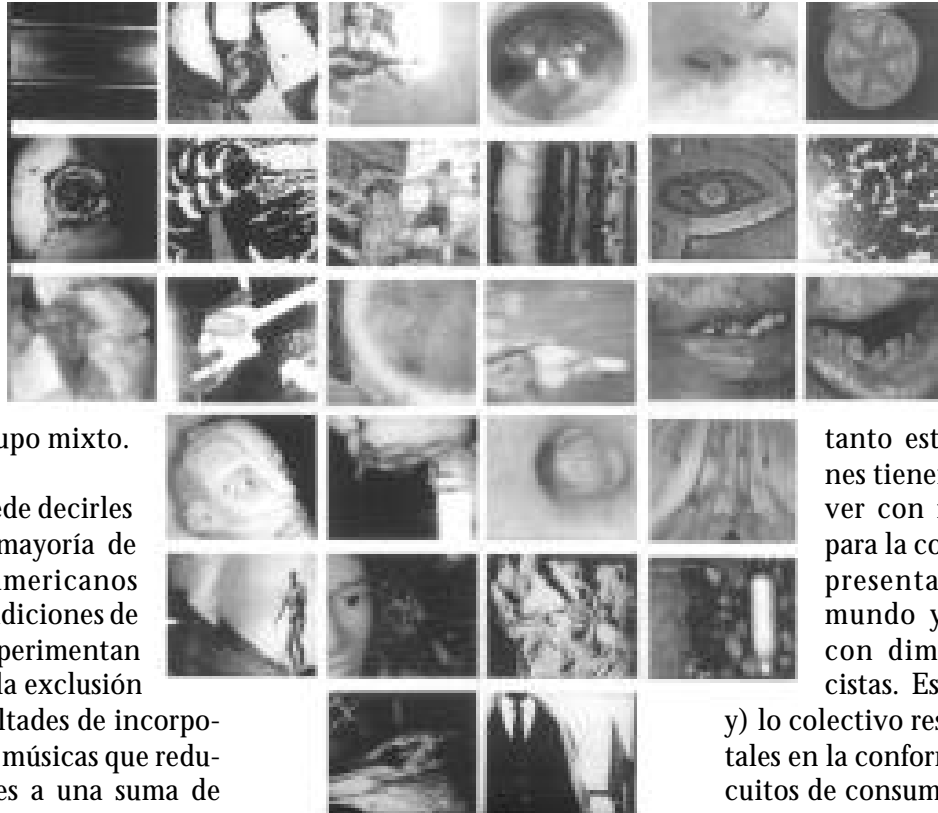 upo mixto.
ede decirles
mayoría de
americanos
diciones de
perimentan
la exclusión
ltades de incorpo-
músicas que redu-
es a una suma de
tanto est
nes tiene
ver con
para la co
presenta
mundo y
con dim
cistas. Es
y) lo colectivo res
tales en la conform
cuitos de consum